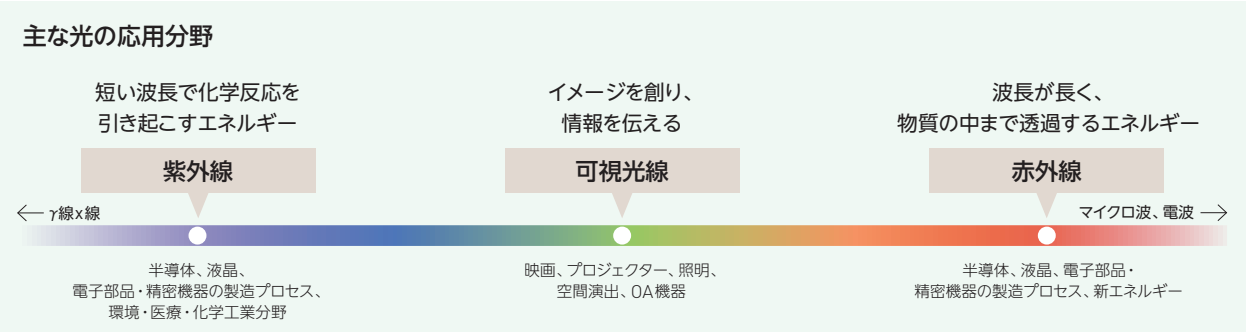 主な光の応用分野
短い波長で化学反応を
引き起こすエネルギー
紫外線
イメージを創り、
情報を伝える
可視光線
波長が長く、
物質の中まで透過するエネルギー
赤外線
← γ線x線
マイクロ波、電波 →
半導体、液晶、
電子部品・精密機器の製造プロセス、
環境・医療・化学工業分野
映画、プロジェクター、照明、
空間演出、OA機器
半導体、液晶、電子部品・
精密機器の製造プロセス、新エネルギー